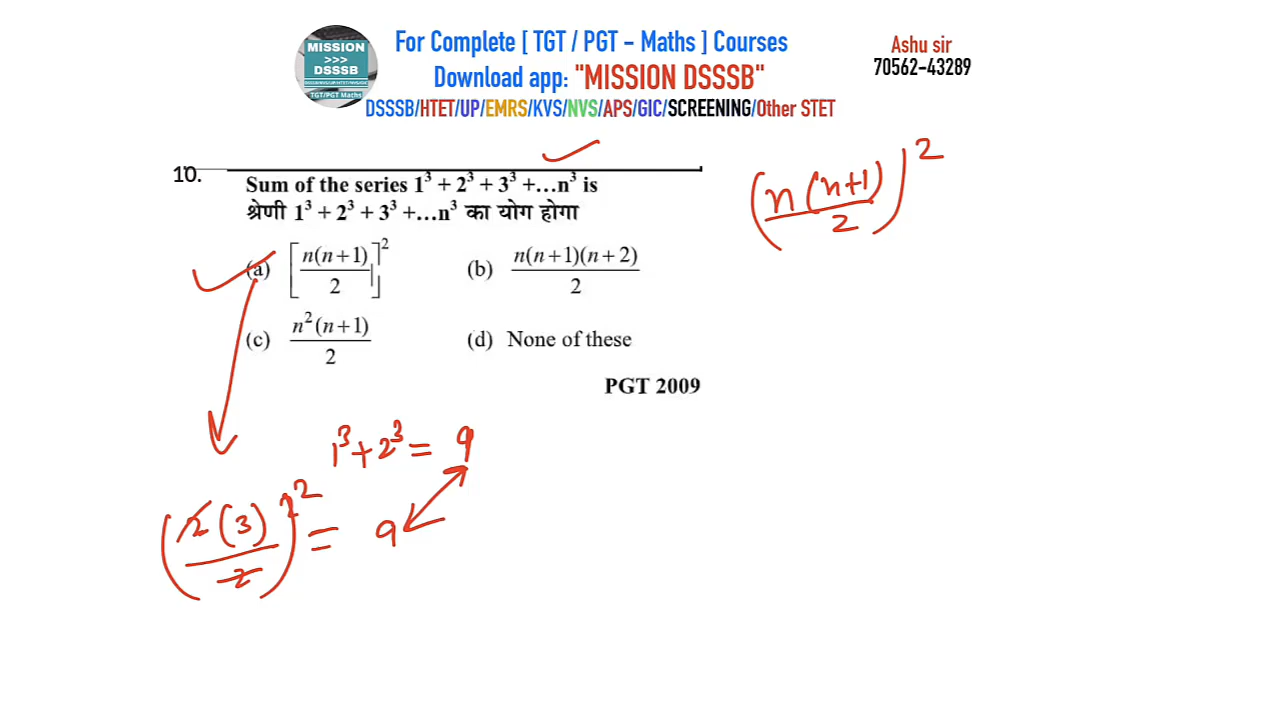 MISSION
>>>
DSSSB
TGT/PGT Maths
For Complete [ TGT / PGT - Maths ] Courses
Download app: "MISSION DSSSB"
DSSSB/HTET/UP/EMRS/KVS/NVS/APS/GIC/SCREENING/Other STET
Ashu sir
70562-43289
10.
Sum of the series 1³ + 2³ + 3³ +...n³ is
श्रेणी 1³ + 2³ + 3³ +...n³ का योग होगा
(a) [n(n+1)/2]²
(b) n(n+1)(n+2)/2
(c) n²(n+1)/2
(d) None of these
PGT 2009
(n(n+1)/2)²
1³+2³= 9
(2(3)/2)² = 9